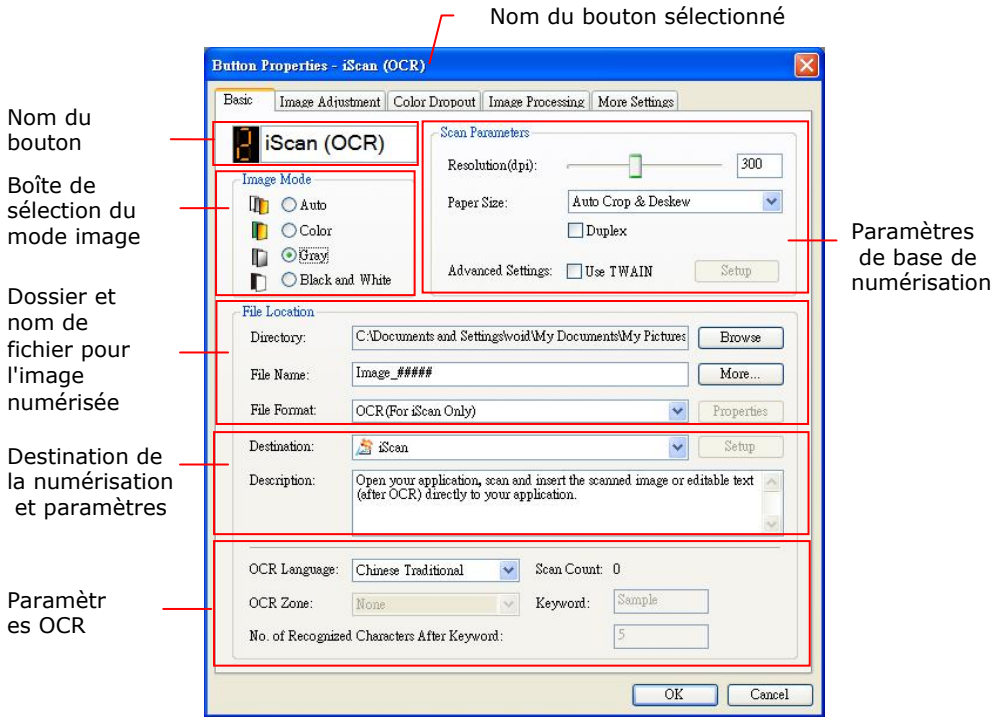 Nom du bouton sélectionné
Button Properties - iScan (OCR)
Basic
Image Adjustment
Color Dropout
Image Processing
More Settings
Nom du
bouton
2 iScan (OCR)
Scan Parameters
Resolution(dpi):
300
Paper Size:
Auto Crop & Deskew
Duplex
Advanced Settings:
Use TWAIN
Setup
Paramètres
de base de
numérisation
Boîte de
sélection du
mode image
Image Mode
Auto
Color
Gray
Black and White
Dossier et
nom de
fichier pour
l'image
numérisée
File Location
Directory:
C:\Documents and Settings\void\My Documents\My Pictures
Browse
File Name:
Image_#####
More...
File Format:
OCR(For iScan Only)
Properties
Destination de
la numérisation
et paramètres
Destination:
iScan
Setup
Description:
Open your application, scan and insert the scanned image or editable text
(after OCR) directly to your application.
Paramètr
es OCR
OCR Language:
Chinese Traditional
Scan Count: 0
OCR Zone:
None
Keyword:
Sample
No. of Recognized Characters After Keyword:
5
OK
Cancel